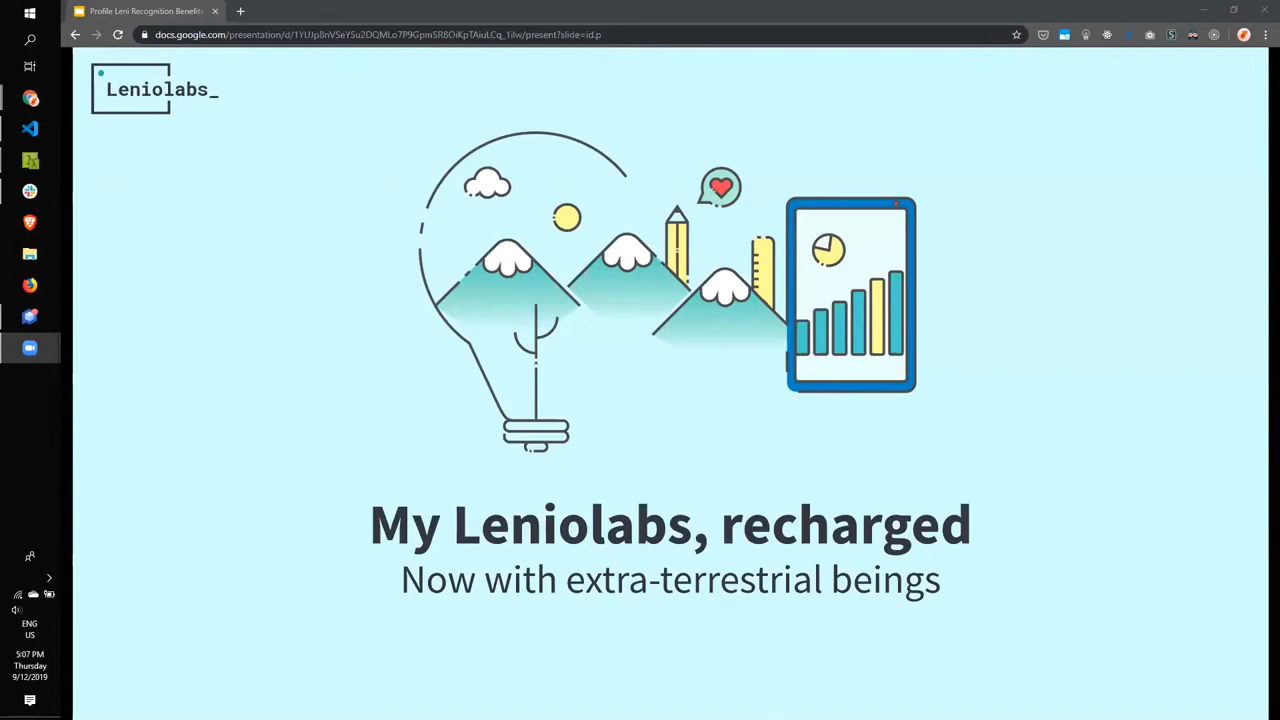 Profile Leni Recognition Benefits
docs.google.com/presentation/d/1YUJp8nVSeY5u2DQMLo7P9GpmSR8OiKpTAiuLCq_1ilw/present?slide=id.p
Leniolabs_
My Leniolabs, recharged
Now with extra-terrestrial beings
ENG
US
5:07 PM
Thursday
9/12/2019